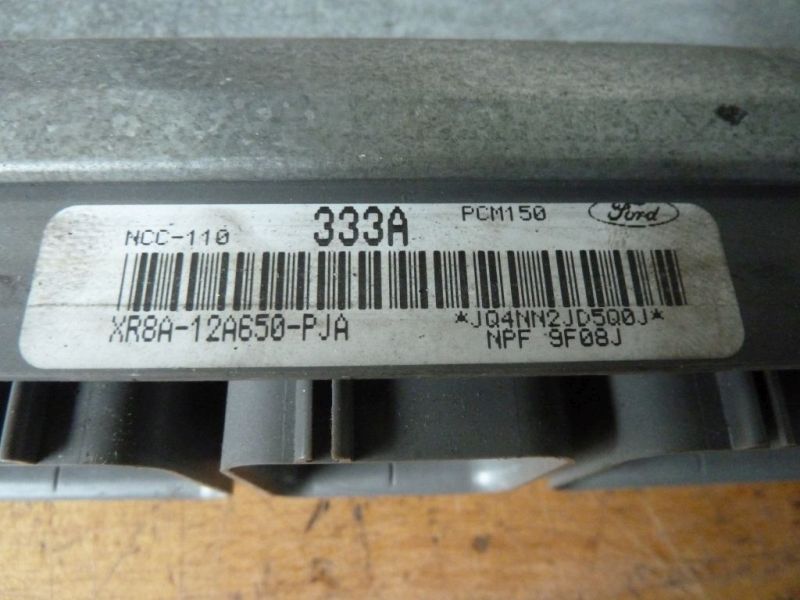 NCC-110 333A PCM150 Ford
XR8A-12A650-PJA *JQ4NN2JD5Q0J*
NPF 9F08J